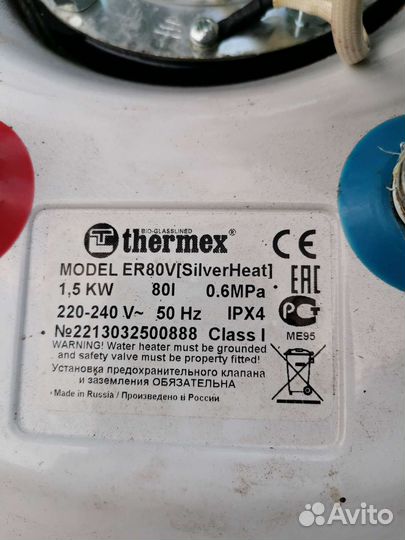 BIO-GLASSLINED
thermex®
CE
MODEL ER80V[SilverHeat]
1,5 KW 80l 0.6MPa
EAC
220-240 V~ 50 Hz IPX4
№2213032500888 Class I
ME95
WARNING! Water heater must be grounded
and safety valve must be property fitted!
Установка предохранительного клапана
и заземления ОБЯЗАТЕЛЬНА
Made in Russia / Произведено в России
Avito